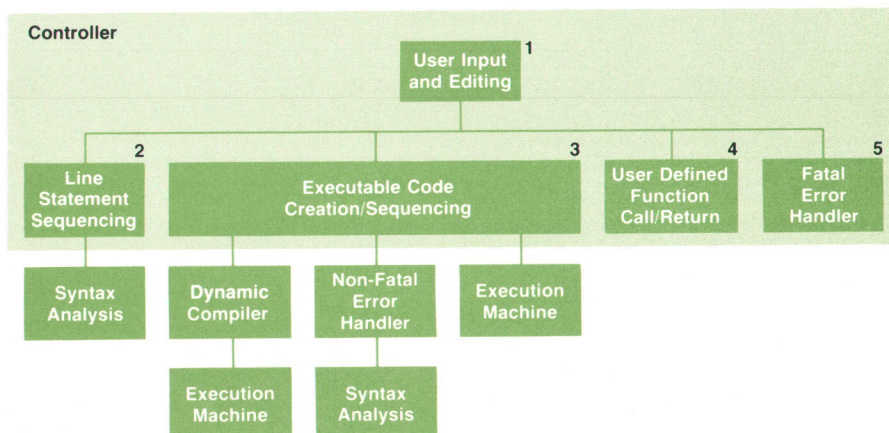 Controller
1
User Input
and Editing
2
Line
Statement
Sequencing
3
Executable Code
Creation/Sequencing
4
User Defined
Function
Call/Return
5
Fatal
Error
Handler
Syntax
Analysis
Dynamic
Compiler
Non-Fatal
Error
Handler
Execution
Machine
Execution
Machine
Syntax
Analysis